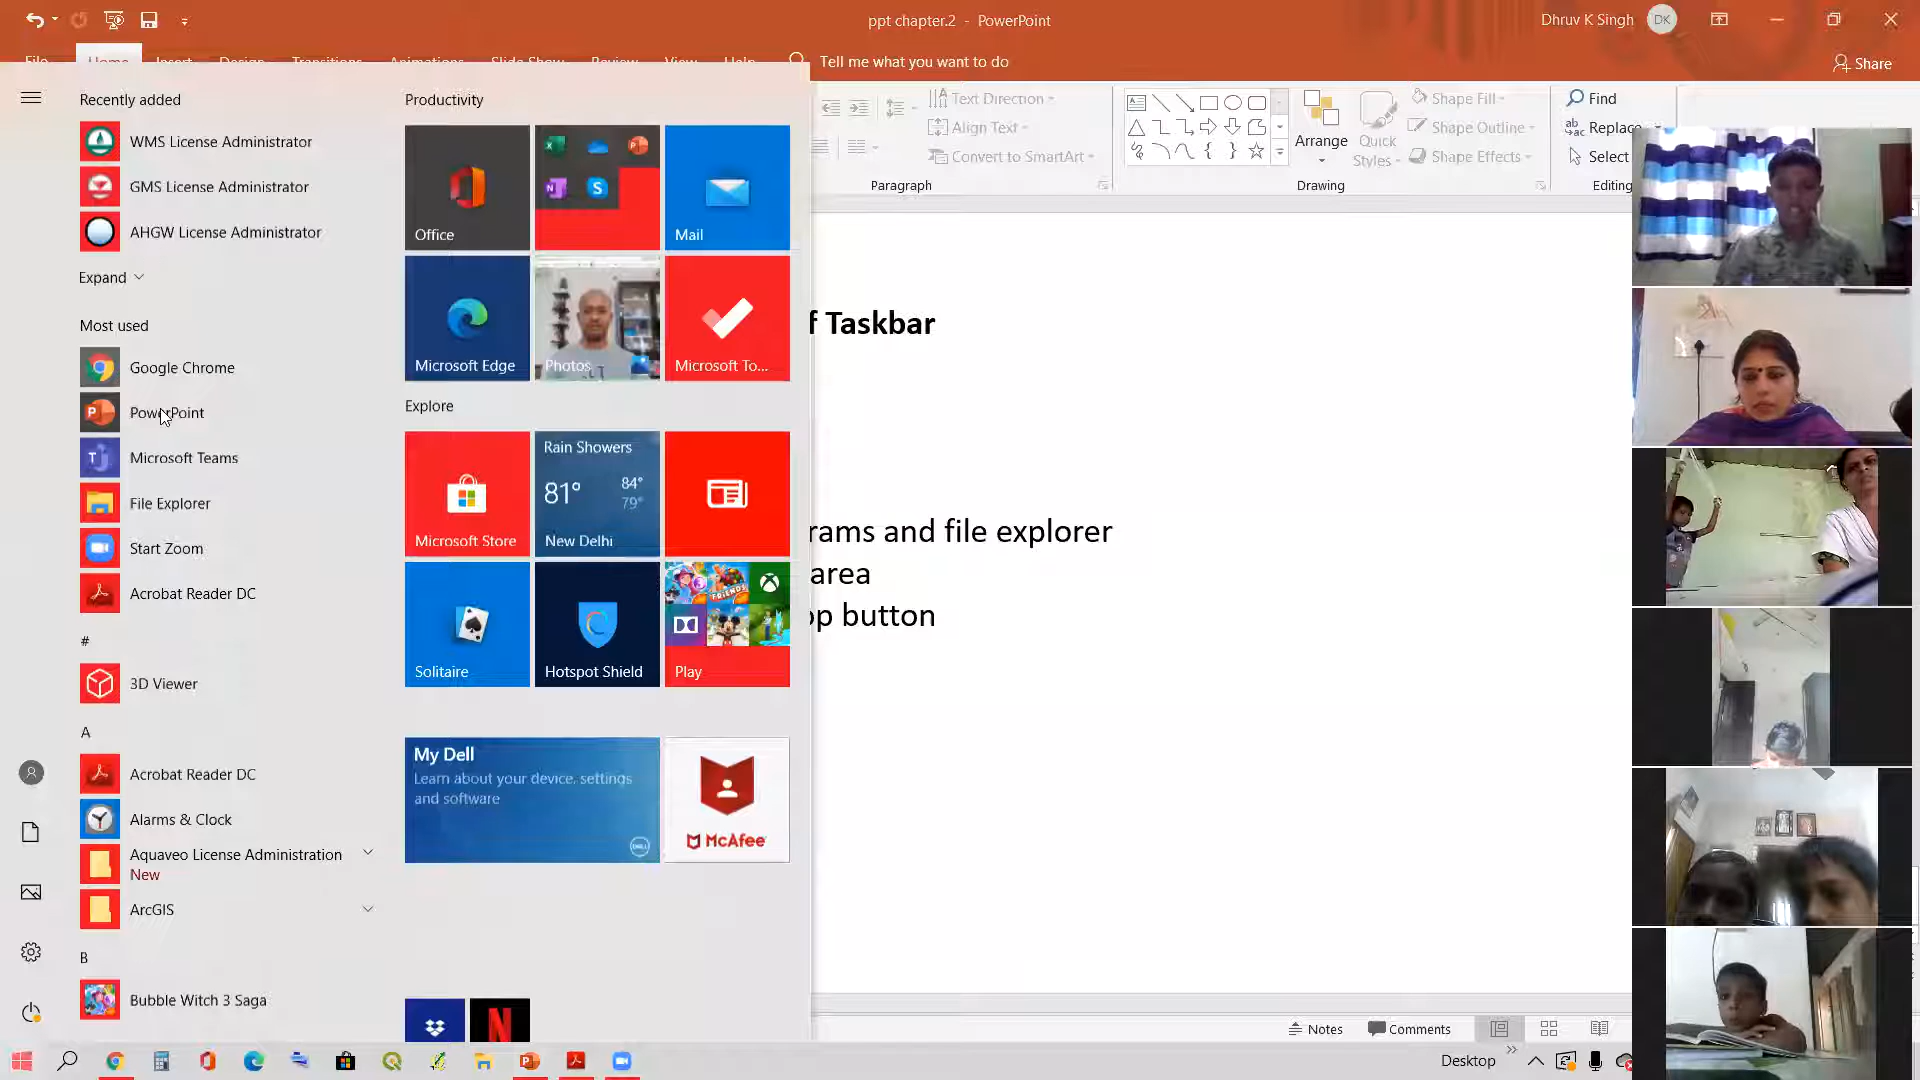 ppt chapter.2 - PowerPoint
Dhruv K Singh
DK
File
Home
Insert
Design
Transitions
Animations
Slide Show
Review
View
Help
Tell me what you want to do
Share
Text Direction
Align Text
Convert to SmartArt
Paragraph
Arrange
Quick
Styles
Shape Fill
Shape Outline
Shape Effects
Drawing
Find
Replace
Select
Editing
Recently added
WMS License Administrator
GMS License Administrator
AHGW License Administrator
Expand
Most used
Google Chrome
PowerPoint
Microsoft Teams
File Explorer
Start Zoom
Acrobat Reader DC
#
3D Viewer
A
Acrobat Reader DC
Alarms & Clock
Aquaveo License Administration
New
ArcGIS
B
Bubble Witch 3 Saga
Productivity
Office
Mail
Microsoft Edge
Photos
Microsoft To...
Explore
Microsoft Store
Rain Showers
81°
84°
79°
New Delhi
Solitaire
Hotspot Shield
FRIENDS
Play
My Dell
Learn about your device, settings
and software
DELL
McAfee
f Taskbar
rams and file explorer
area
op button
Notes
Comments
Desktop